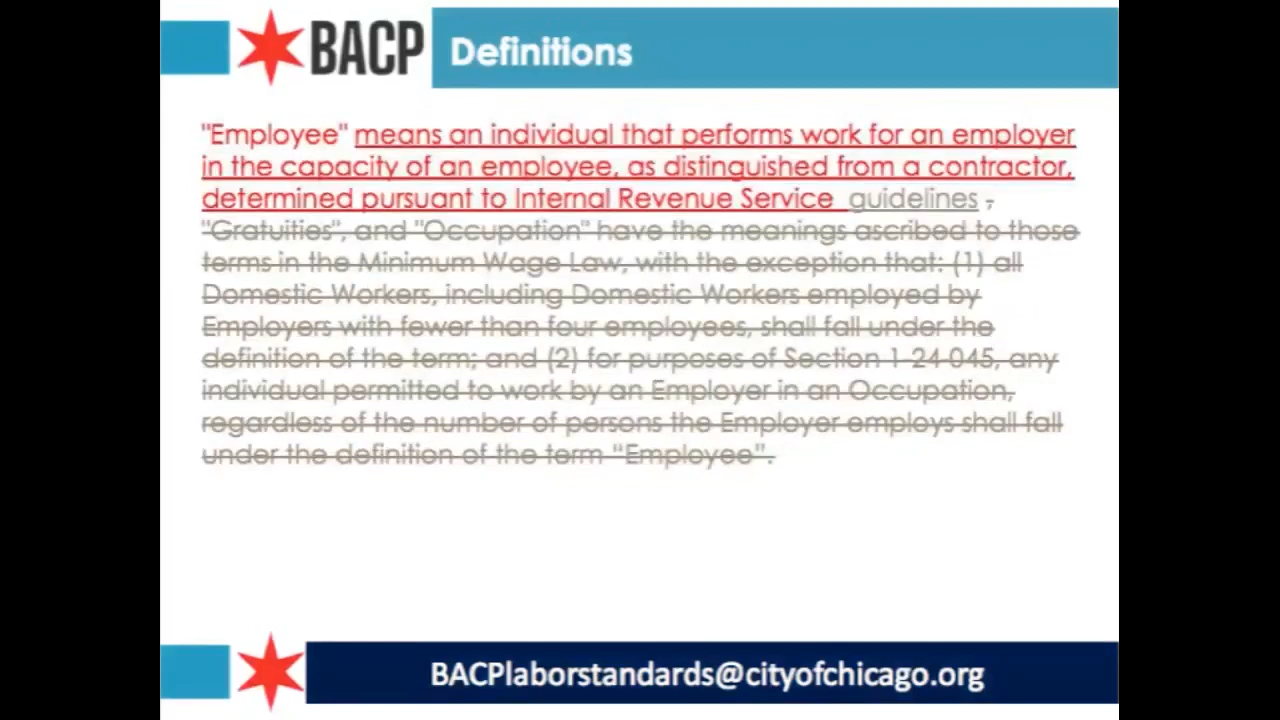 BACP
Definitions
"Employee" means an individual that performs work for an employer
in the capacity of an employee, as distinguished from a contractor,
determined pursuant to Internal Revenue Service guidelines ,
"Gratuities", and "Occupation" have the meanings ascribed to those
terms in the Minimum Wage Law, with the exception that: (1) all
Domestic Workers, including Domestic Workers employed by
Employers with fewer than four employees, shall fall under the
definition of the term; and (2) for purposes of Section 1-24-045, any
individual permitted to work by an Employer in an Occupation,
regardless of the number of persons the Employer employs shall fall
under the definition of the term "Employee".
BACPlaborstandards@cityofchicago.org